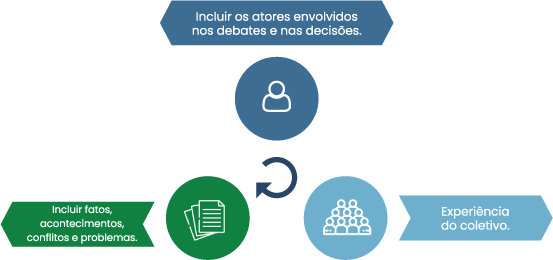 Incluir os atores envolvidos
nos debates e nas decisões.
Incluir fatos,
acontecimentos,
conflitos e problemas.
Experiência
do coletivo.